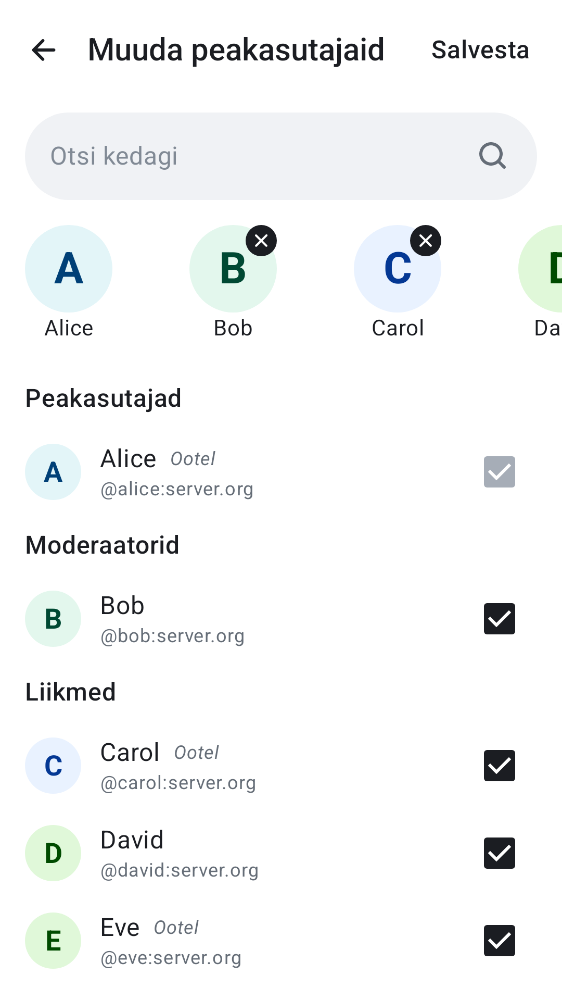 Muuda peakasutajaid
Salvesta
Otsi kedagi
A
B
C
D
Alice
Bob
Carol
Da
Peakasutajad
A
Alice Ootel
@alice:server.org
Moderaatorid
B
Bob
@bob:server.org
Liikmed
C
Carol Ootel
@carol:server.org
D
David
@david:server.org
E
Eve Ootel
@eve:server.org